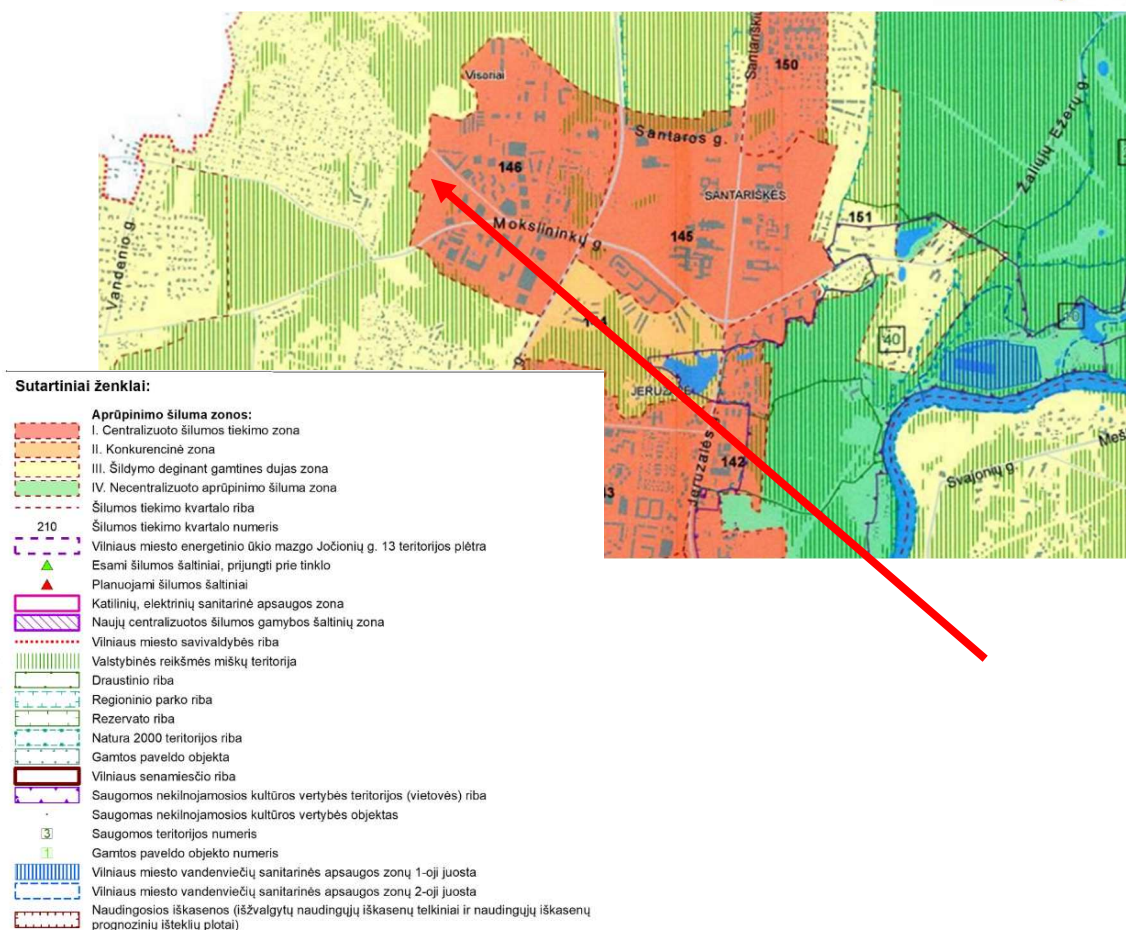 Visoriai
Santariškių
150
Santaros g.
146
SANTARIŠKĖS
Žaliųjų Ežerų g.
151
Mokslininkų g.
145
Vandenio g.
40
JERUZALĖ
Jeruzalės g.
142
Svajonių g.
Sutartiniai ženklai:
Aprūpinimo šiluma zonos:
I. Centralizuoto šilumos tiekimo zona
II. Konkurencinė zona
III. Šildymo deginant gamtines dujas zona
IV. Necentralizuoto aprūpinimo šiluma zona
Šilumos tiekimo kvartalo riba
210 Šilumos tiekimo kvartalo numeris
Vilniaus miesto energetinio ūkio mazgo Jočionių g. 13 teritorijos plėtra
Esami šilumos šaltiniai, prijungti prie tinklo
Planuojami šilumos šaltiniai
Katilinių, elektrinių sanitarinė apsaugos zona
Naujų centralizuotos šilumos gamybos šaltinių zona
Vilniaus miesto savivaldybės riba
Valstybinės reikšmės miškų teritorija
Draustinio riba
Regioninio parko riba
Rezervato riba
Natura 2000 teritorijos riba
Gamtos paveldo objekta
Vilniaus senamiesčio riba
Saugomos nekilnojamosios kultūros vertybės teritorijos (vietovės) riba
Saugomas nekilnojamosios kultūros vertybės objektas
3 Saugomos teritorijos numeris
1 Gamtos paveldo objekto numeris
Vilniaus miesto vandenviečių sanitarinės apsaugos zonų 1-oji juosta
Vilniaus miesto vandenviečių sanitarinės apsaugos zonų 2-oji juosta
Naudingosios iškasenos (išžvalgytų naudingųjų iškasenų telkiniai ir naudingųjų iškasenų
prognozinių išteklių plotai)